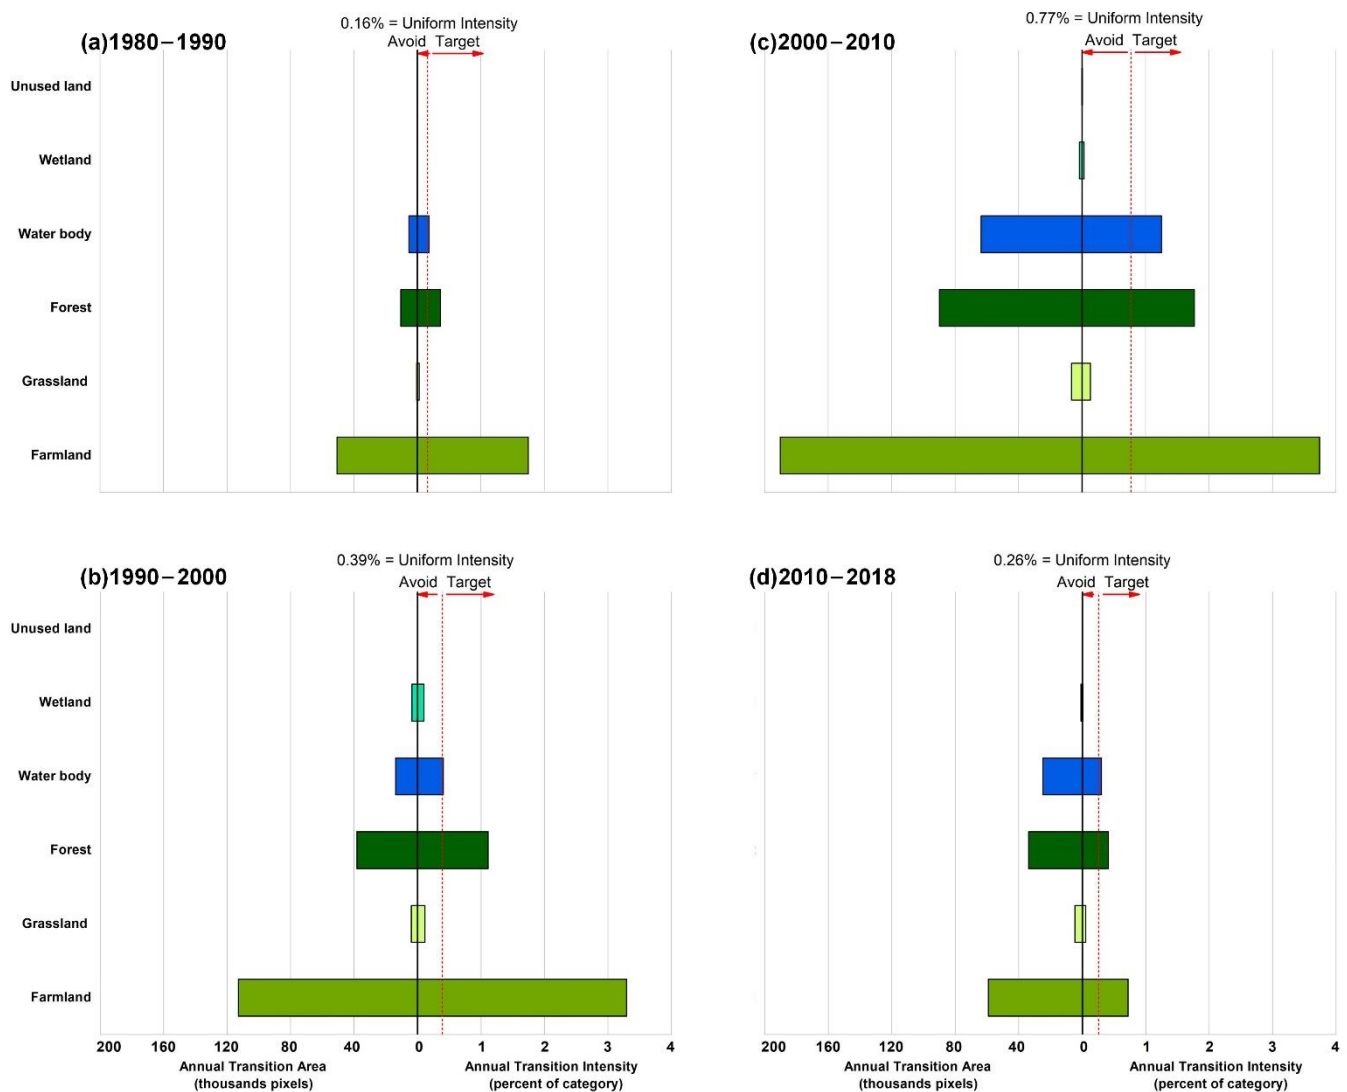 0.16% = Uniform Intensity
Avoid Target
(a)1980−1990
Unused land
Wetland
Water body
Forest
Grassland
Farmland
0.77% = Uniform Intensity
Avoid Target
(c)2000−2010
0.39% = Uniform Intensity
Avoid Target
(b)1990−2000
Unused land
Wetland
Water body
Forest
Grassland
Farmland
200 160 120 80 40 0 1 2 3 4
Annual Transition Area
(thousands pixels)
Annual Transition Intensity
(percent of category)
0.26% = Uniform Intensity
Avoid Target
(d)2010−2018
200 160 120 80 40 0 1 2 3 4
Annual Transition Area
(thousands pixels)
Annual Transition Intensity
(percent of category)